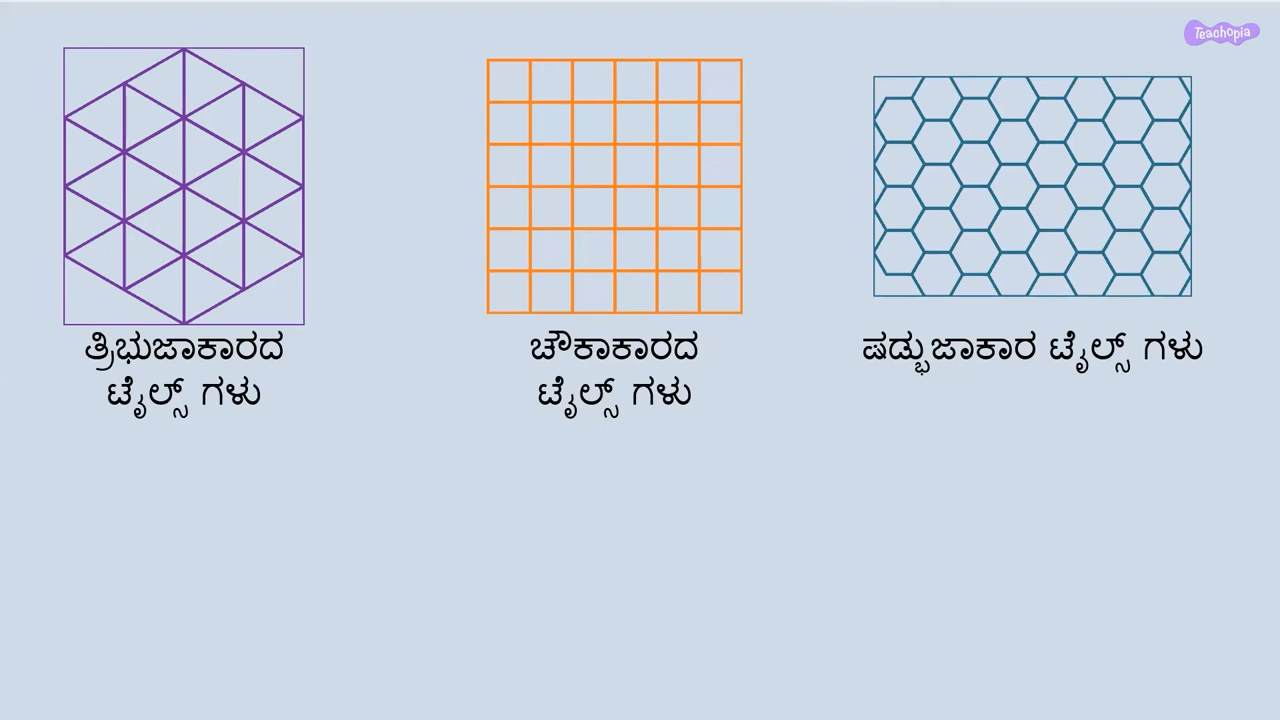 Teachopia
ತ್ರಿಭುಜಾಕಾರದ
ಟೈಲ್ಸ್ ಗಳು
ಚೌಕಾಕಾರದ
ಟೈಲ್ಸ್ ಗಳು
ಷಡ್ಭುಜಾಕಾರ ಟೈಲ್ಸ್ ಗಳು